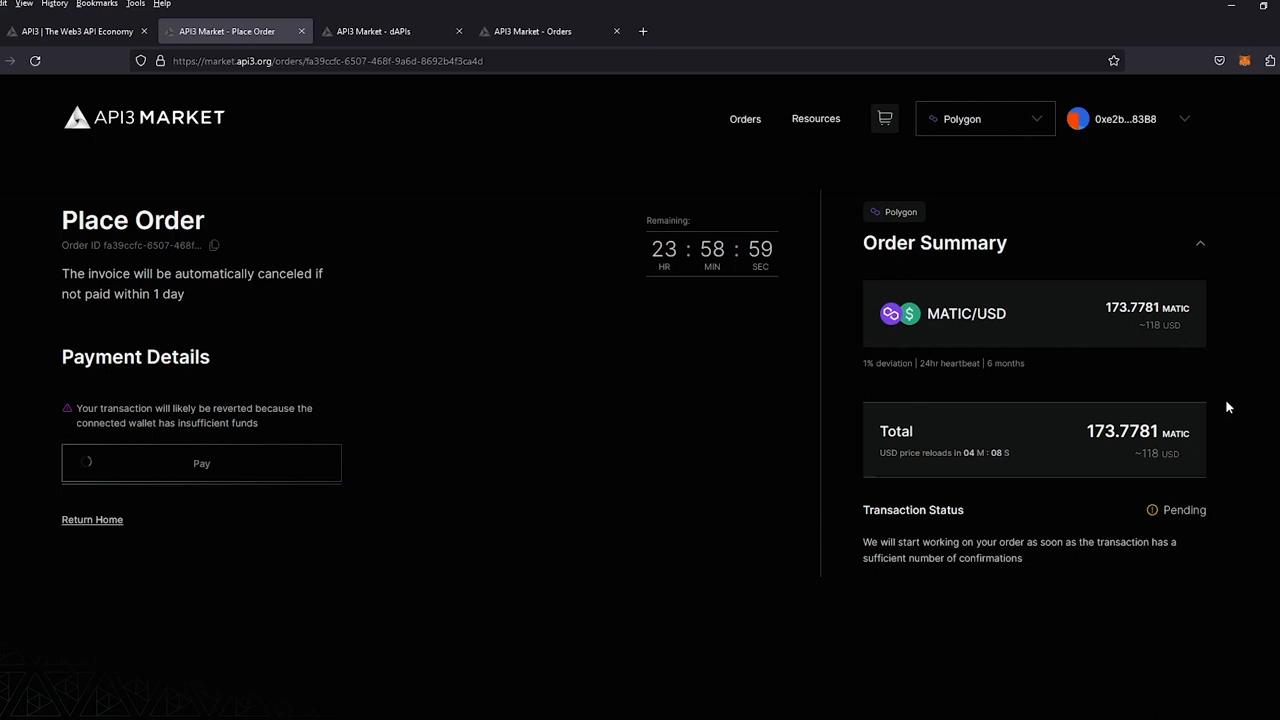 View History Bookmarks Tools Help
API3 | The Web3 API Economy
API3 Market - Place Order
API3 Market - dAPIs
API3 Market - Orders
https://market.api3.org/orders/fa39ccfc-6507-468f-9a6d-8692b4f3ca4d
API3 MARKET
Orders
Resources
Polygon
0xe2b...83B8
Place Order
Order ID fa39ccfc-6507-468f...
The invoice will be automatically canceled if
not paid within 1 day
Remaining:
23 : 58 : 59
HR MIN SEC
Payment Details
Your transaction will likely be reverted because the
connected wallet has insufficient funds
Pay
Return Home
Polygon
Order Summary
MATIC/USD
173.7781 MATIC
~118 USD
1% deviation | 24hr heartbeat | 6 months
Total
173.7781 MATIC
USD price reloads in 04 M : 08 S
~118 USD
Transaction Status
Pending
We will start working on your order as soon as the transaction has a
sufficient number of confirmations